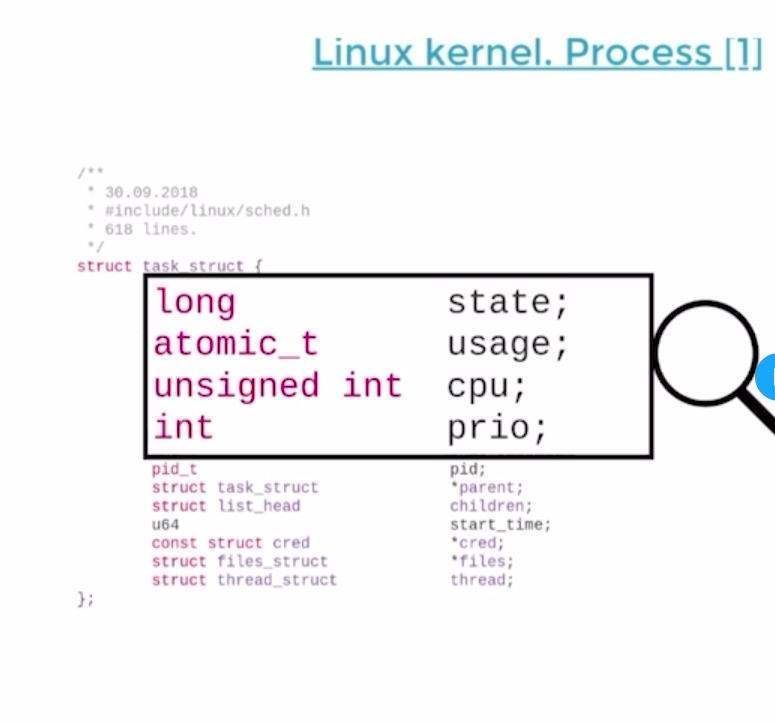 Linux kernel. Process [1]
/**
 * 30.09.2018
 * #include/linux/sched.h
 * 618 lines.
 */
struct task_struct {
long state;
atomic_t usage;
unsigned int cpu;
int prio;
pid_t pid;
struct task_struct *parent;
struct list_head children;
u64 start_time;
const struct cred *cred;
struct files_struct *files;
struct thread_struct thread;
};